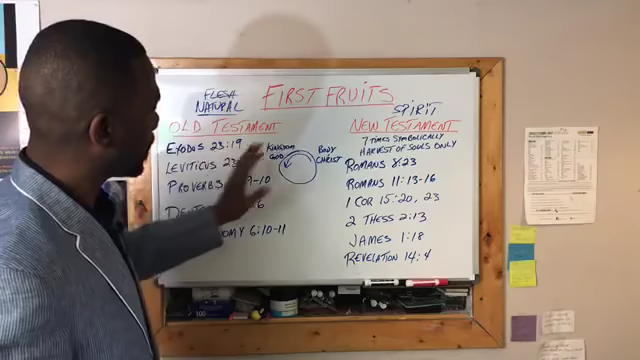 FLESH
NATURAL
FIRST FRUITS
SPIRIT
OLD TESTAMENT
EXODUS 23:19
LEVITICUS 23
PROVERBS 9-10
6
6:10-11
KINGDOM
GOD
BODY
CHRIST
NEW TESTAMENT
7 TIMES SYMBOLICALLY
HARVEST OF SOULS ONLY
ROMANS 8:23
ROMANS 11:13-16
1 COR 15:20, 23
2 THESS 2:13
JAMES 1:18
REVELATION 14:4
100